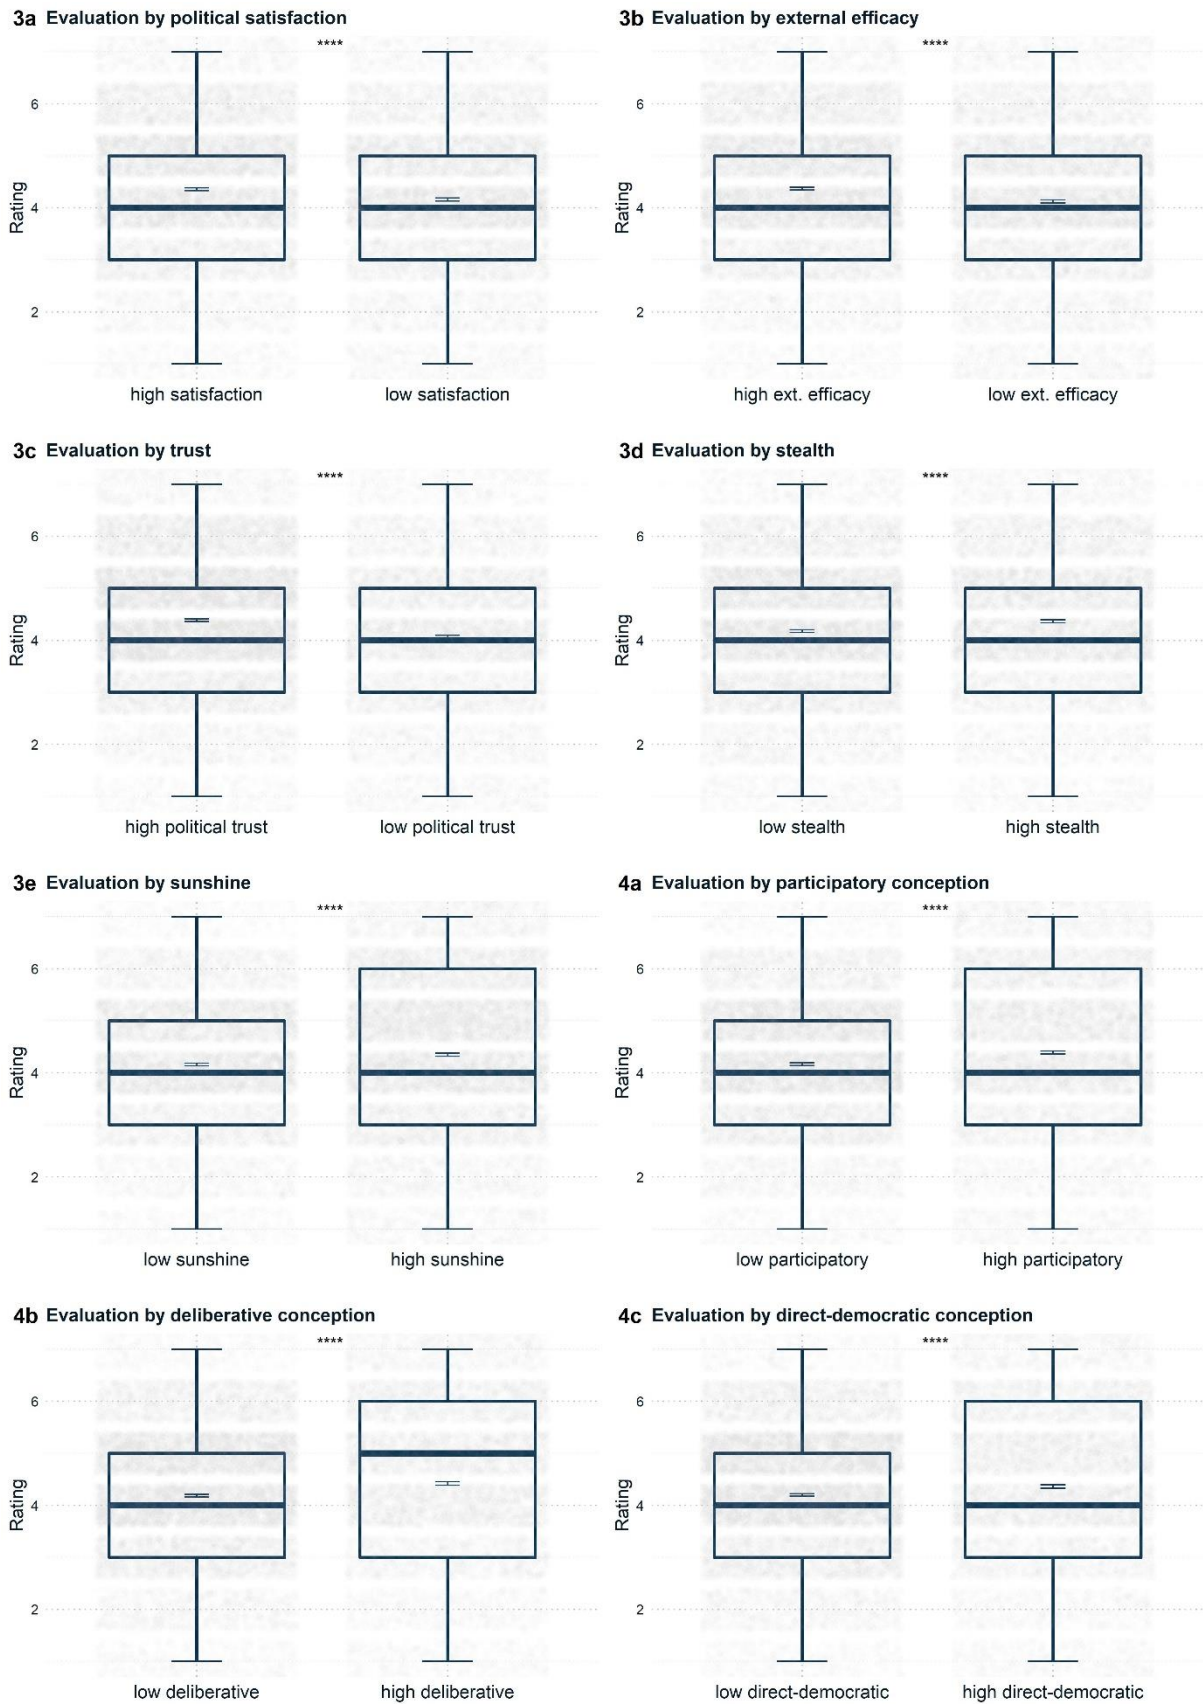 3a Evaluation by political satisfaction
****
6
4
2
Rating
high satisfaction
low satisfaction
3b Evaluation by external efficacy
****
6
4
2
Rating
high ext. efficacy
low ext. efficacy
3c Evaluation by trust
****
6
4
2
Rating
high political trust
low political trust
3d Evaluation by stealth
****
6
4
2
Rating
low stealth
high stealth
3e Evaluation by sunshine
****
6
4
2
Rating
low sunshine
high sunshine
4a Evaluation by participatory conception
****
6
4
2
Rating
low participatory
high participatory
4b Evaluation by deliberative conception
****
6
4
2
Rating
low deliberative
high deliberative
4c Evaluation by direct-democratic conception
****
6
4
2
Rating
low direct-democratic
high direct-democratic